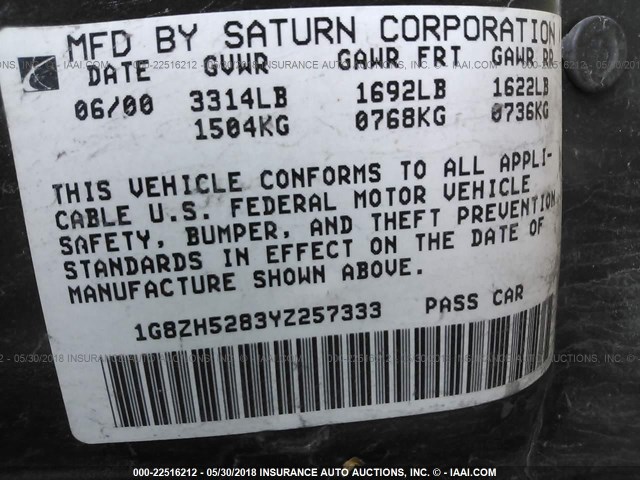 MFD BY SATURN CORPORATION
DATE GVWR GAWR FRT GAWR RR
06/00 3314LB 1692LB 1622LB
1504KG 0768KG 0736KG
THIS VEHICLE CONFORMS TO ALL APPLI-
CABLE U.S. FEDERAL MOTOR VEHICLE
SAFETY, BUMPER, AND THEFT PREVENTION
STANDARDS IN EFFECT ON THE DATE OF
MANUFACTURE SHOWN ABOVE.
1G8ZH5283YZ257333 PASS CAR
000-22516212 - 05/30/2018 INSURANCE AUTO AUCTIONS, INC. - © IAAI.COM